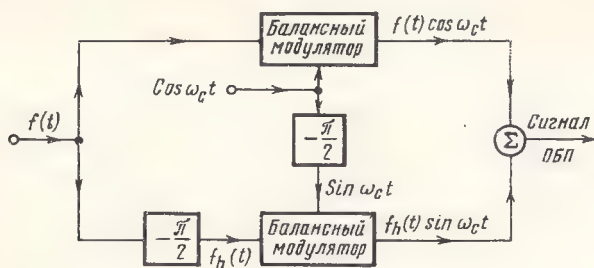 Балансный модулятор
f(t) cos ω_c t
Cos ω_c t
f(t)
-π/2
Сигнал ОБП
Σ
Sin ω_c t
-π/2
f_h(t)
Балансный модулятор
f_h(t) sin ω_c t